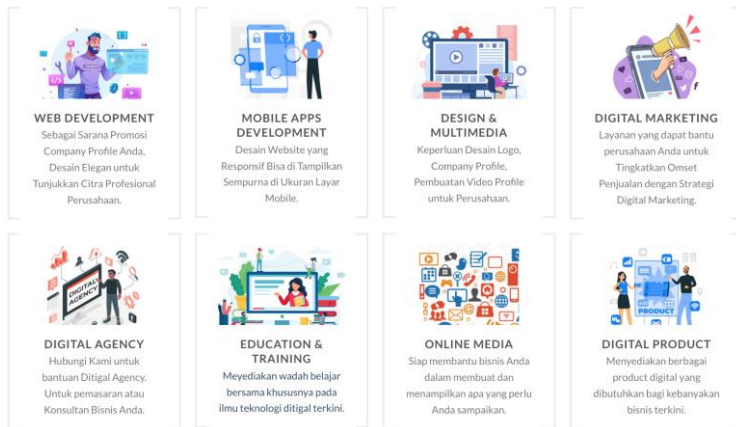 WEB DEVELOPMENT
Sebagai Sarana Promosi
Company Profile Anda,
Desain Elegan untuk
Tunjukkan Citra Profesional
Perusahaan.
MOBILE APPS
DEVELOPMENT
Desain Website yang
Responsif Bisa di Tampilkan
Sempurna di Ukuran Layar
Mobile.
DESIGN &
MULTIMEDIA
Keperluan Desain Logo,
Company Profile,
Pembuatan Video Profile
untuk Perusahaan.
DIGITAL MARKETING
Layanan yang dapat bantu
perusahaan Anda untuk
Tingkatkan Omset
Penjualan dengan Strategi
Digital Marketing.
DIGITAL
AGENCY
DIGITAL AGENCY
Hubungi Kami untuk
bantuan Ditigal Agency.
Untuk pemasaran atau
Konsultan Bisnis Anda.
EDUCATION &
TRAINING
Meyediakan wadah belajar
bersama khususnya pada
ilmu teknologi ditigal terkini.
ONLINE MEDIA
Siap membantu bisnis Anda
dalam membuat dan
menampilkan apa yang perlu
Anda sampaikan.
PRODUCT
DIGITAL PRODUCT
Menyediakan berbagai
product digital yang
dibutuhkan bagi kebanyakan
bisnis terkini.